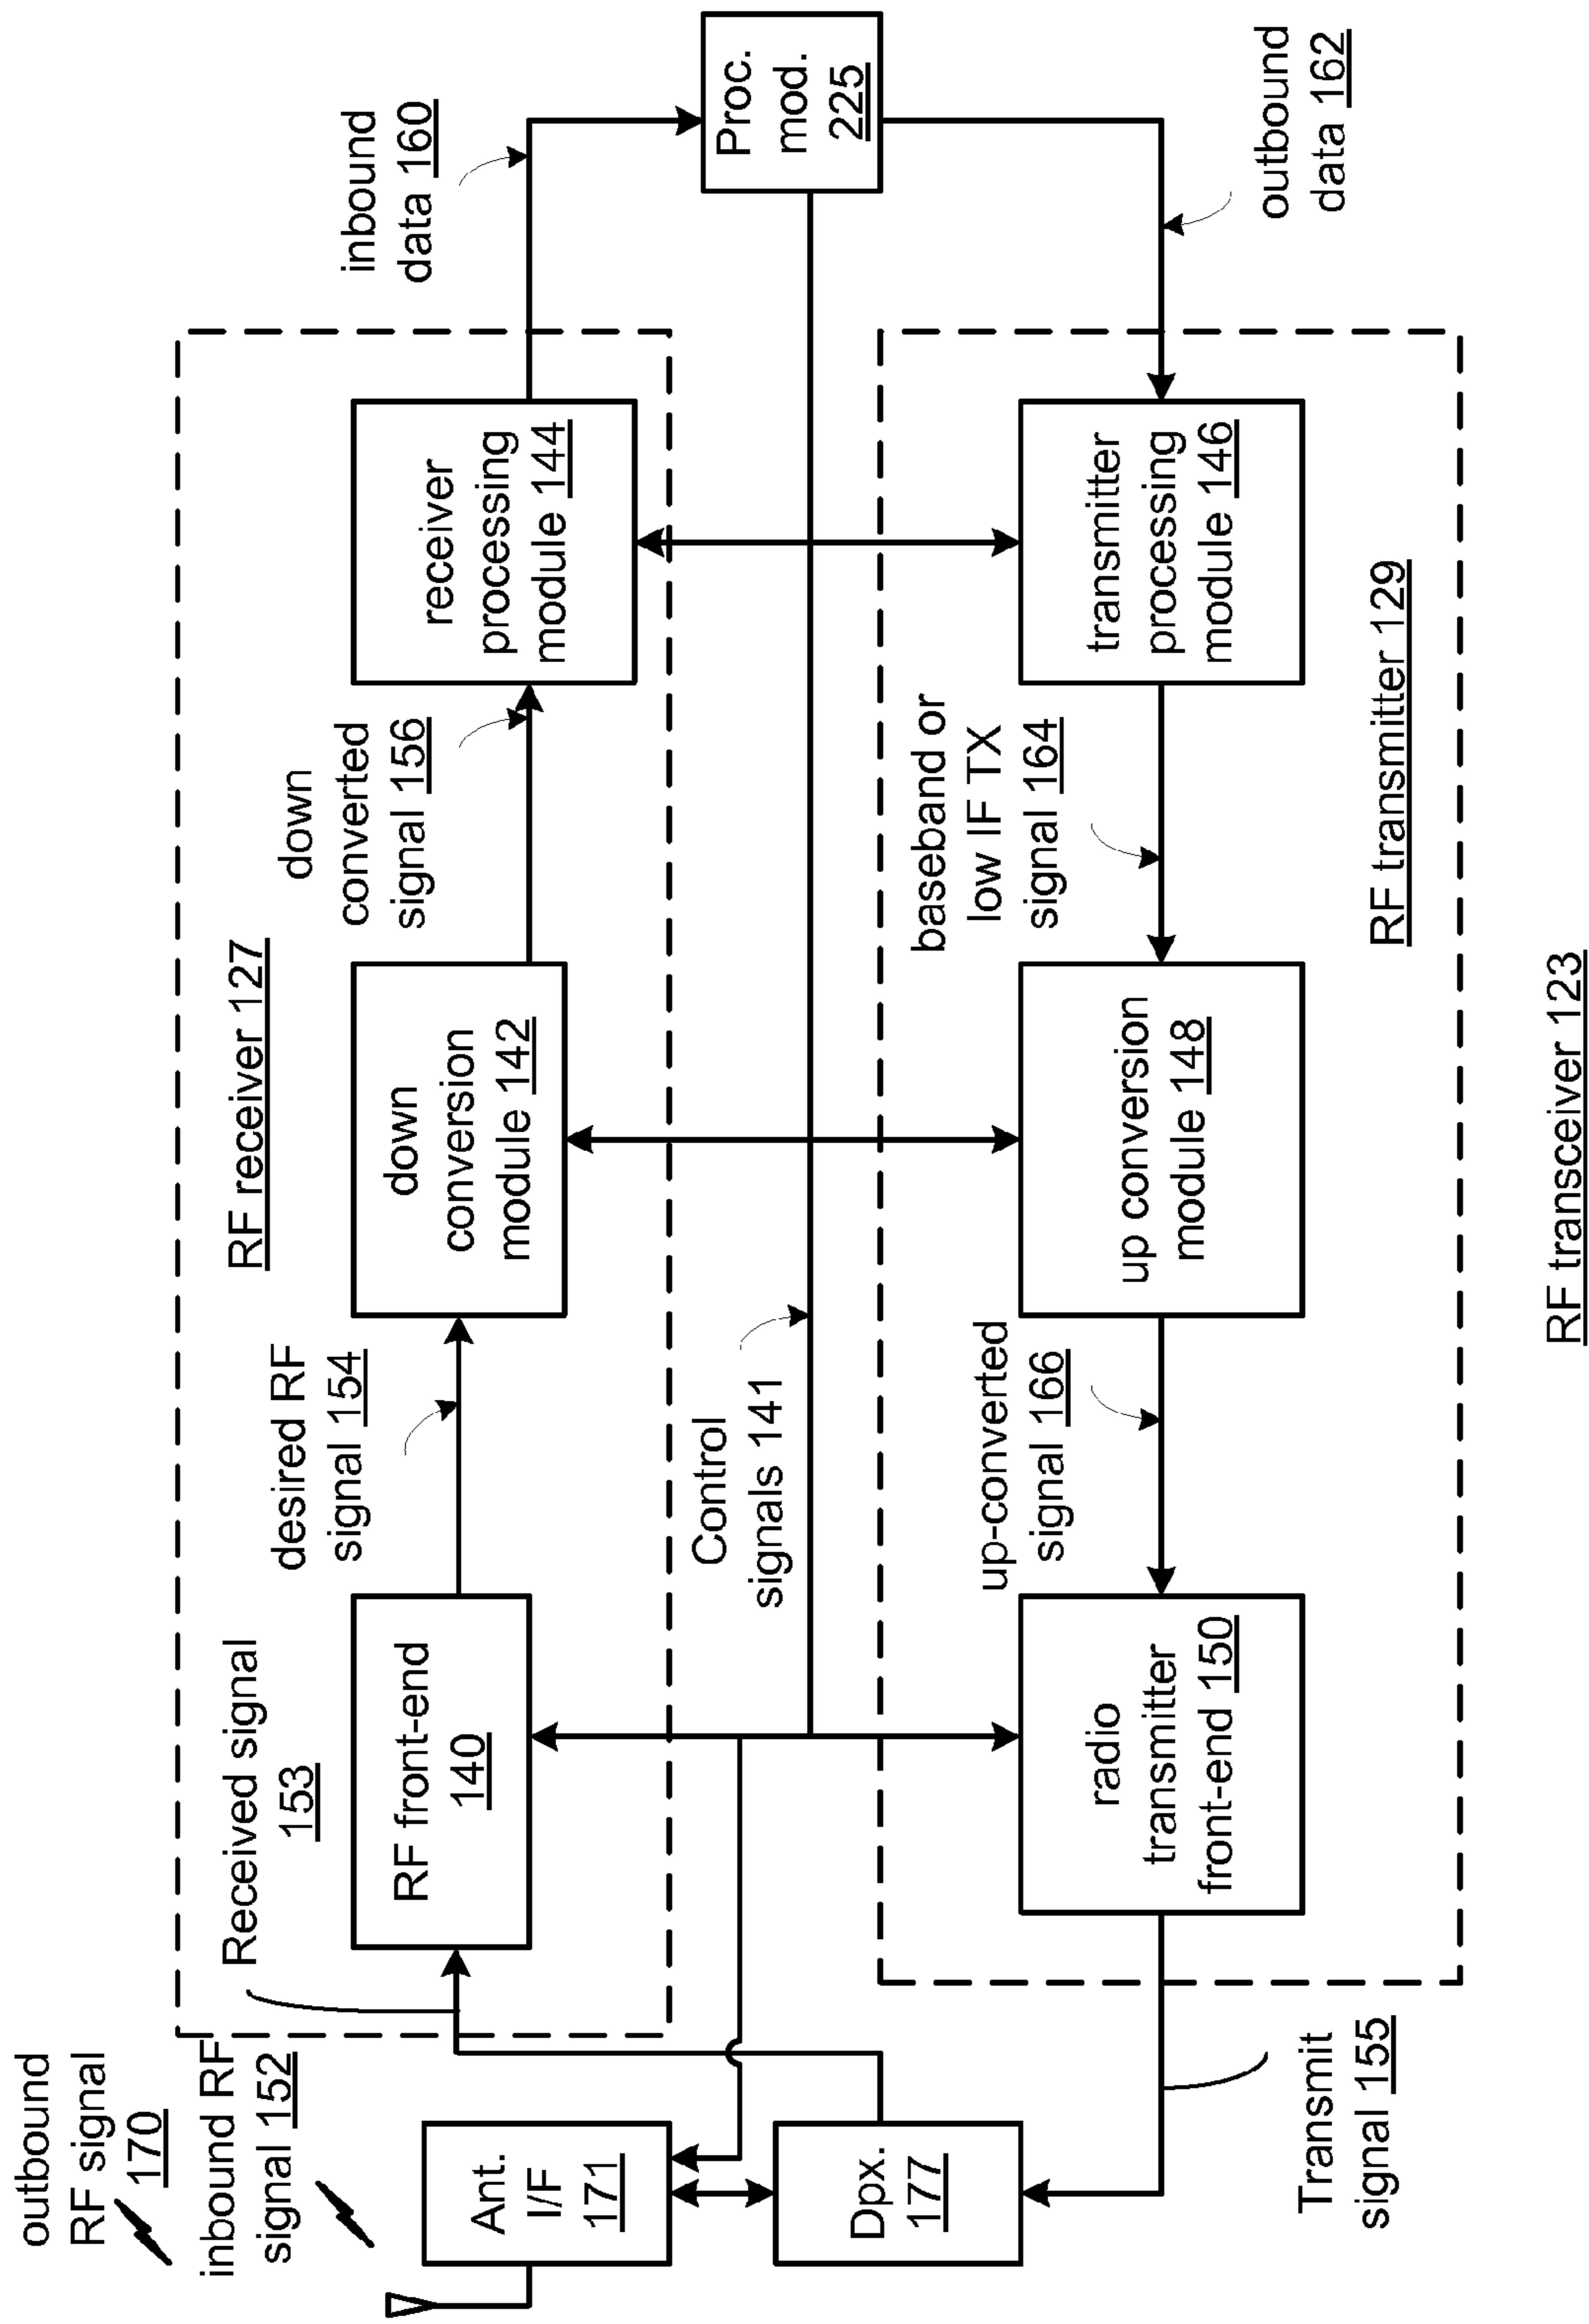 outbound
RF signal
170
inbound RF
signal 152
Received signal
153
desired RF
signal 154
RF receiver 127
down
converted
signal 156
inbound
data 160
RF front-end
140
down
conversion
module 142
receiver
processing
module 144
Ant.
I/F
171
Control
signals 141
Proc.
mod.
225
Dpx.
177
up-converted
signal 166
baseband or
low IF TX
signal 164
radio
transmitter
front-end 150
up conversion
module 148
transmitter
processing
module 146
Transmit
signal 155
outbound
data 162
RF transmitter 129
RF transceiver 123